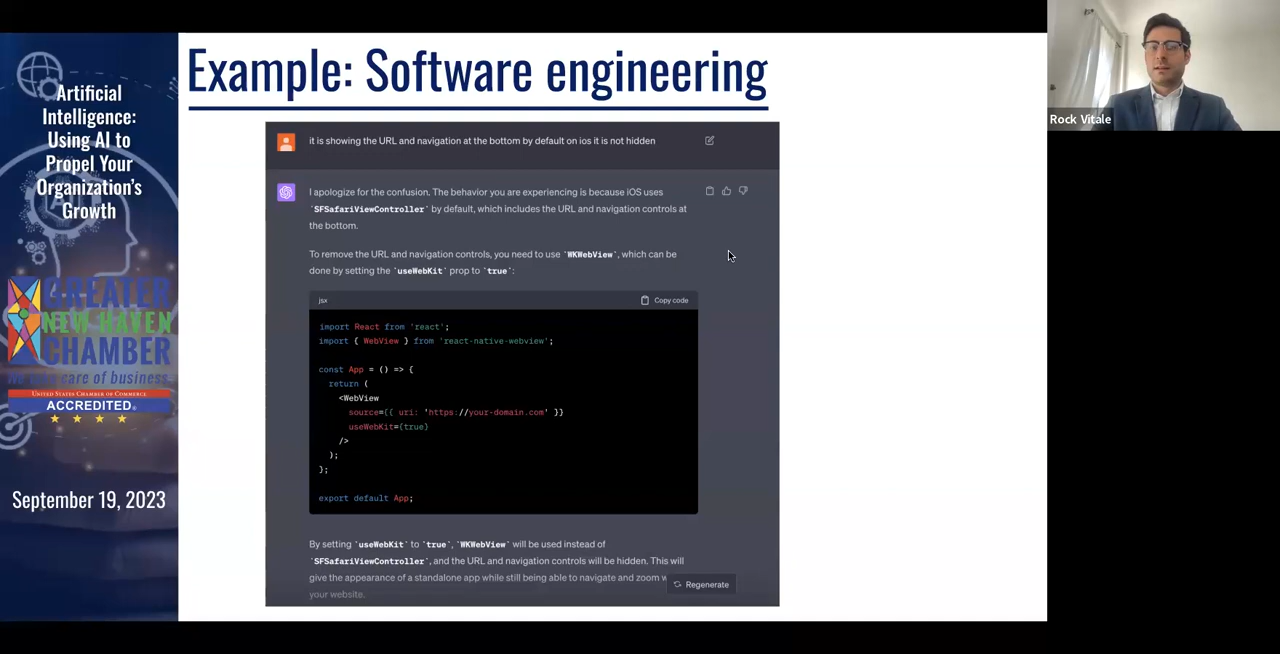 Example: Software engineering
Artificial
Intelligence:
Using AI to
Propel Your
Organization's
Growth
GREATER
NEW HAVEN
CHAMBER
We take care of business.
UNITED STATES CHAMBER OF COMMERCE
ACCREDITED
September 19, 2023
it is showing the URL and navigation at the bottom by default on ios it is not hidden
I apologize for the confusion. The behavior you are experiencing is because iOS uses
`SFSafariViewController` by default, which includes the URL and navigation controls at
the bottom.
To remove the URL and navigation controls, you need to use `WKWebView`, which can be
done by setting the `useWebKit` prop to `true`:
jsx Copy code
import React from 'react';
import { WebView } from 'react-native-webview';
const App = () => {
return (
<WebView
source={{ uri: 'https://your-domain.com' }}
useWebKit={true}
/>
);
};
export default App;
By setting `useWebKit` to `true`, `WKWebView` will be used instead of
`SFSafariViewController`, and the URL and navigation controls will be hidden. This will
give the appearance of a standalone app while still being able to navigate and zoom
your website.
Regenerate
Rock Vitale